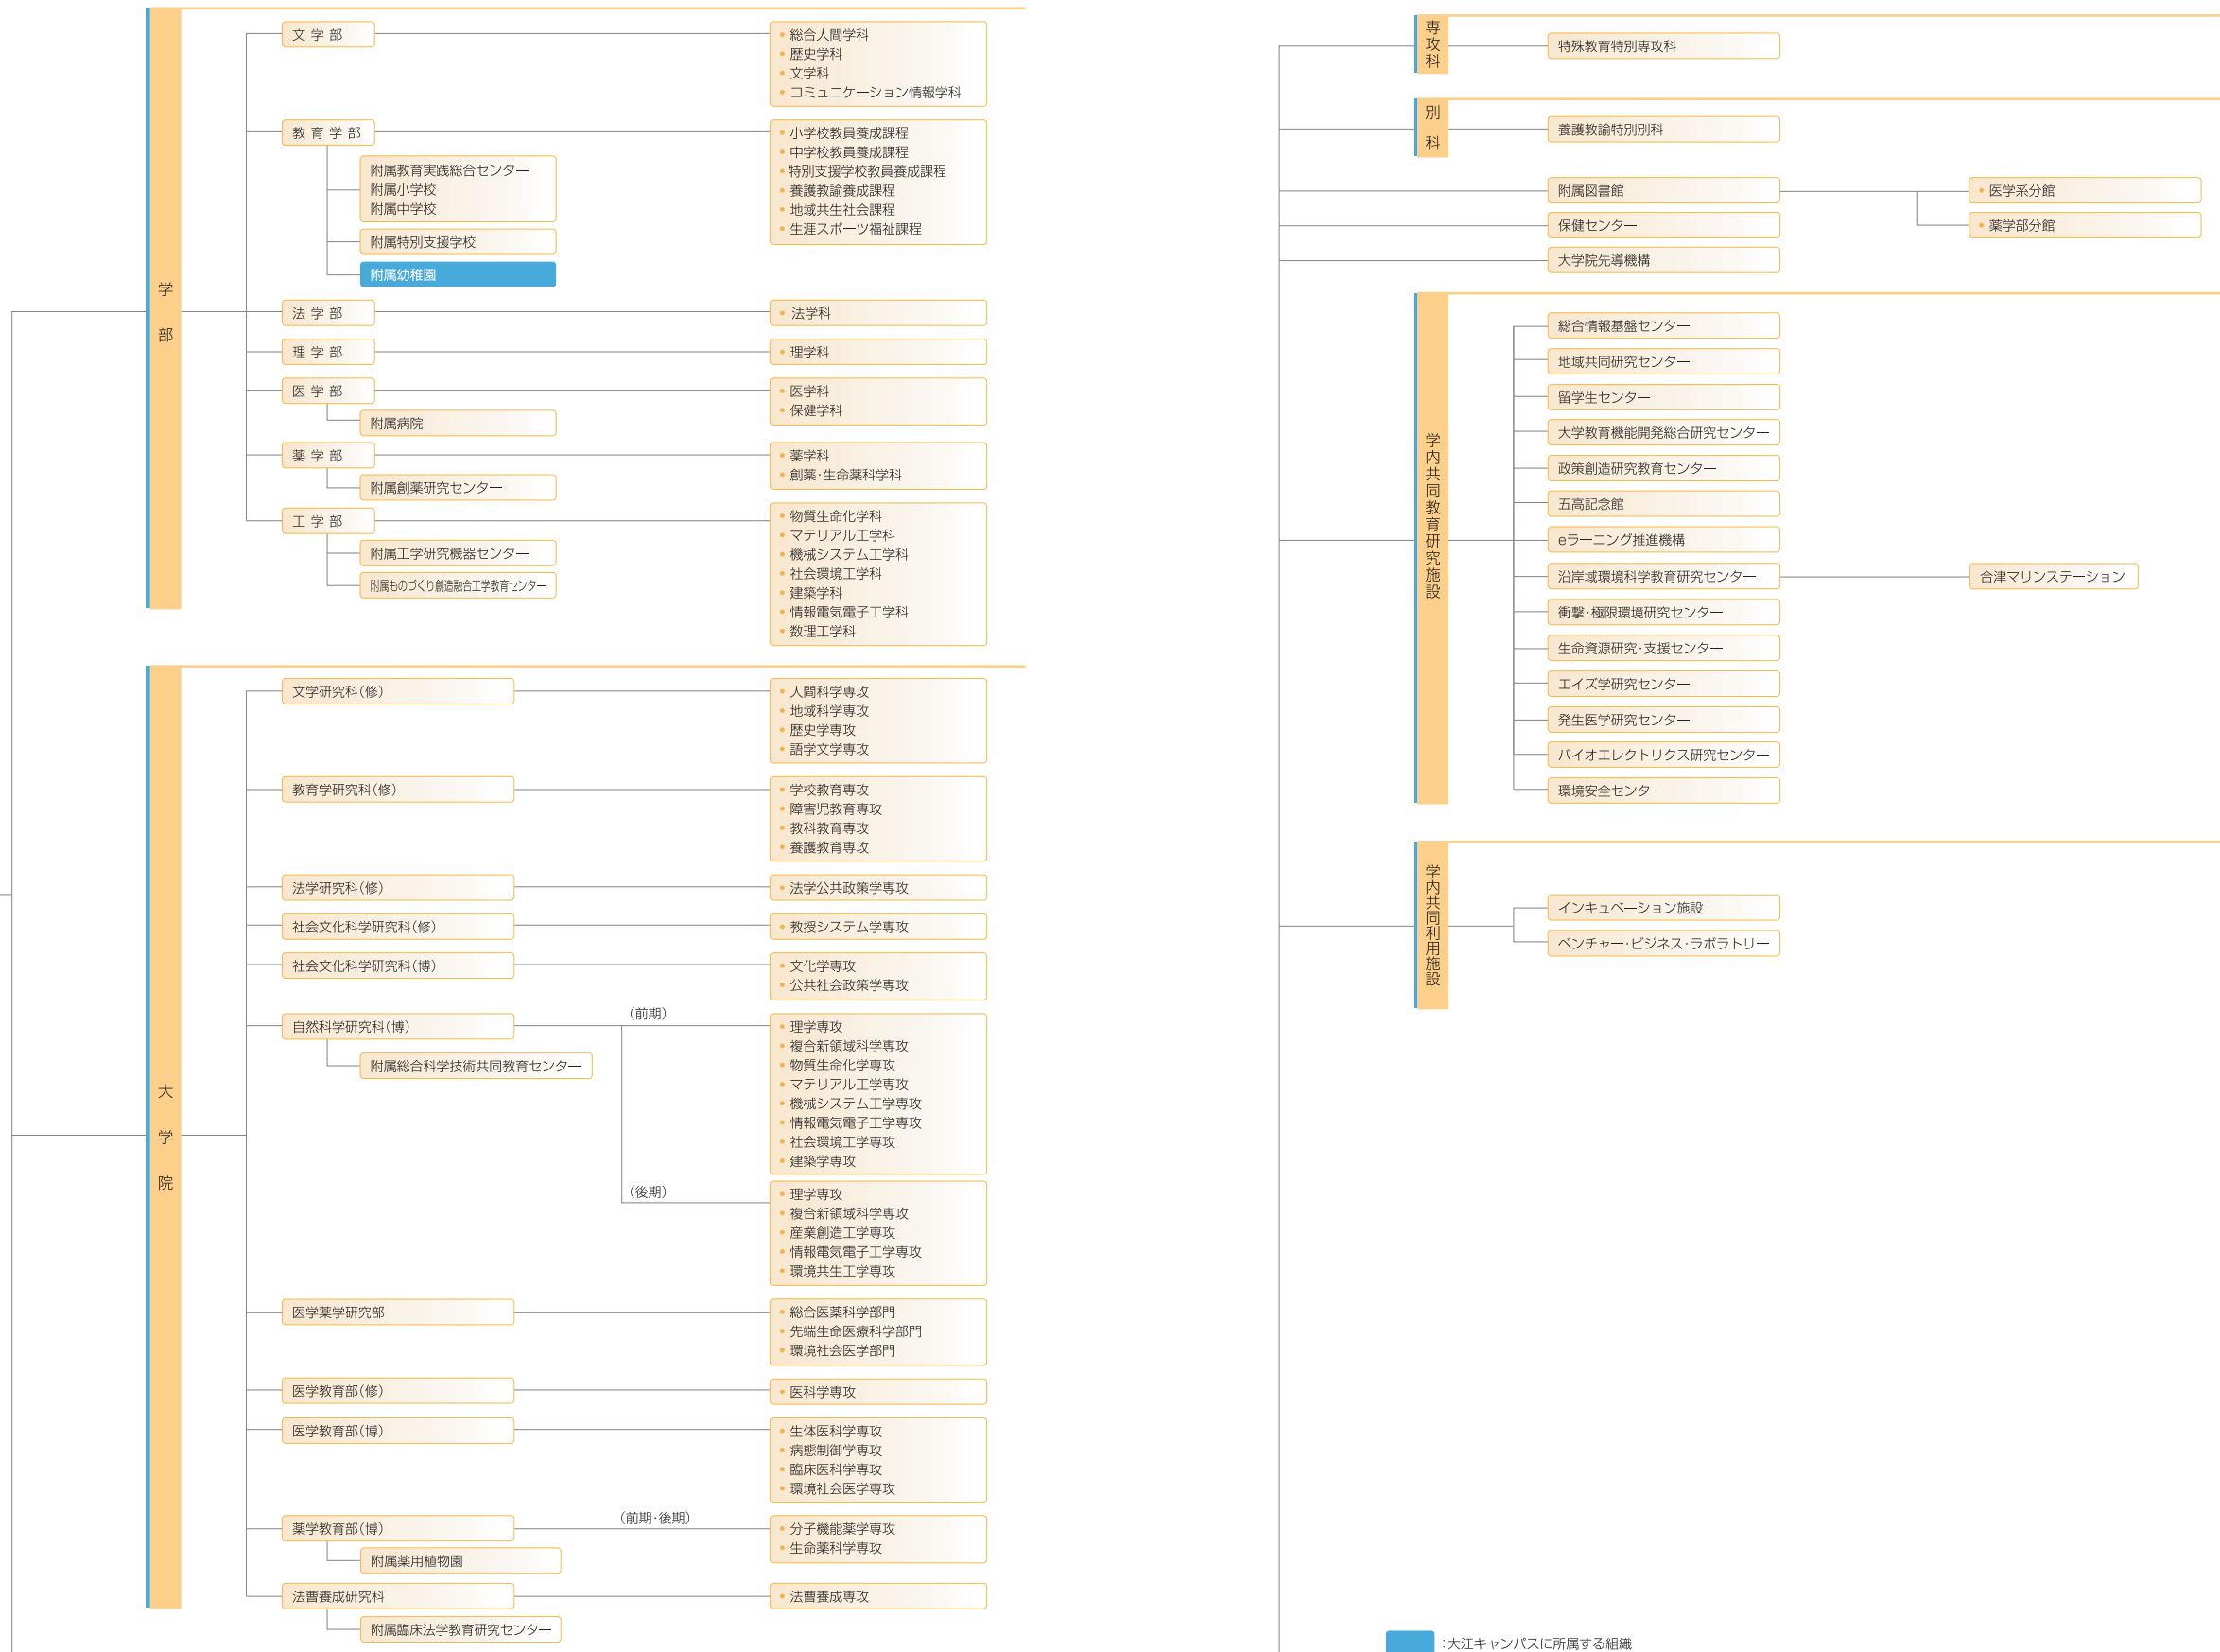 学部
文学部
総合人間学科
歴史学科
文学科
コミュニケーション情報学科
教育学部
附属教育実践総合センター
附属小学校
附属中学校
附属特別支援学校
附属幼稚園
小学校教員養成課程
中学校教員養成課程
特別支援学校教員養成課程
養護教諭養成課程
地域共生社会課程
生涯スポーツ福祉課程
法学部
法学科
理学部
理学科
医学部
附属病院
医学科
保健学科
薬学部
附属創薬研究センター
薬学科
創薬・生命薬科学科
工学部
附属工学研究機器センター
附属ものづくり創造融合工学教育センター
物質生命化学科
マテリアル工学科
機械システム工学科
社会環境工学科
建築学科
情報電気電子工学科
数理工学科
大学院
文学研究科(修)
人間科学専攻
地域科学専攻
歴史学専攻
語学文学専攻
教育学研究科(修)
学校教育専攻
障害児教育専攻
教科教育専攻
養護教育専攻
法学研究科(修)
法学公共政策学専攻
社会文化科学研究科(修)
教授システム学専攻
社会文化科学研究科(博)
文化学専攻
公共社会政策学専攻
自然科学研究科(博)
附属総合科学技術共同教育センター
(前期)
理学専攻
複合新領域科学専攻
物質生命化学専攻
マテリアル工学専攻
機械システム工学専攻
情報電気電子工学専攻
社会環境工学専攻
建築学専攻
(後期)
理学専攻
複合新領域科学専攻
産業創造工学専攻
情報電気電子工学専攻
環境共生工学専攻
医学薬学研究部
総合医薬科学部門
先端生命医療科学部門
環境社会医学部門
医学教育部(修)
医科学専攻
医学教育部(博)
生体医科学専攻
病態制御学専攻
臨床医科学専攻
環境社会医学専攻
薬学教育部(博)
附属薬用植物園
(前期・後期)
分子機能薬学専攻
生命薬科学専攻
法曹養成研究科
附属臨床法学教育研究センター
法曹養成専攻
専攻科
特殊教育特別専攻科
別科
養護教諭特別別科
附属図書館
医学系分館
薬学部分館
保健センター
大学院先導機構
学内共同教育研究施設
総合情報基盤センター
地域共同研究センター
留学生センター
大学教育機能開発総合研究センター
政策創造研究教育センター
五高記念館
eラーニング推進機構
沿岸域環境科学教育研究センター
合津マリンステーション
衝撃・極限環境研究センター
生命資源研究・支援センター
エイズ学研究センター
発生医学研究センター
バイオエレクトリクス研究センター
環境安全センター
学内共同利用施設
インキュベーション施設
ベンチャー・ビジネス・ラボラトリー
:大江キャンパスに所属する組織